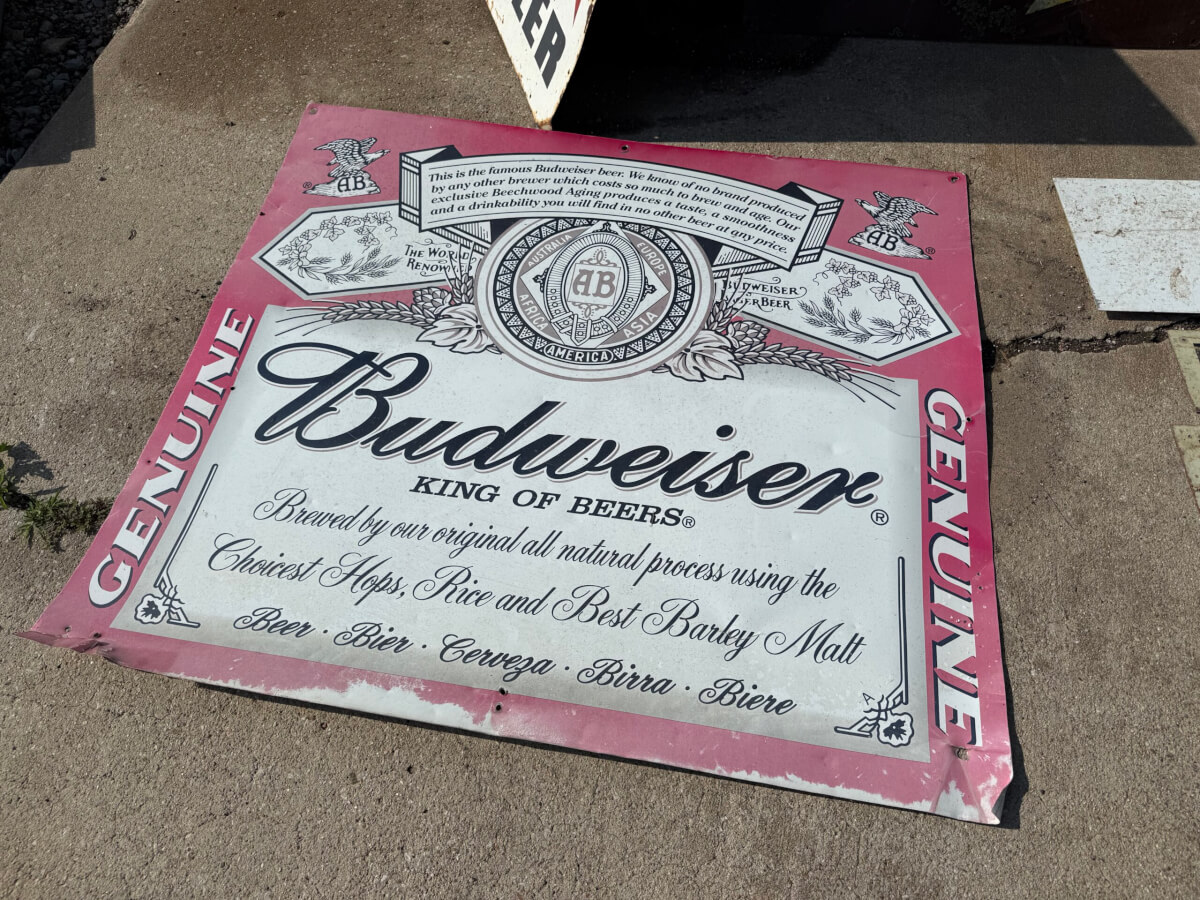 LER
AB
This is the famous Budweiser beer. We know of no brand produced
by any other brewer which costs so much to brew and age. Our
exclusive Beechwood Aging produces a taste, a smoothness
and a drinkability you will find in no other beer at any price.
AB
THE WORLD
RENOW
BUDWEISER
GERBEER
AUSTRALIA
EUROPE
AFRICA
ASIA
AMERICA
AB
GENUINE
GENUINE
Budweiser®
KING OF BEERS®
Brewed by our original all natural process using the
Choicest Hops, Rice and Best Barley Malt
Beer · Bier · Cerveza · Birra · Biere